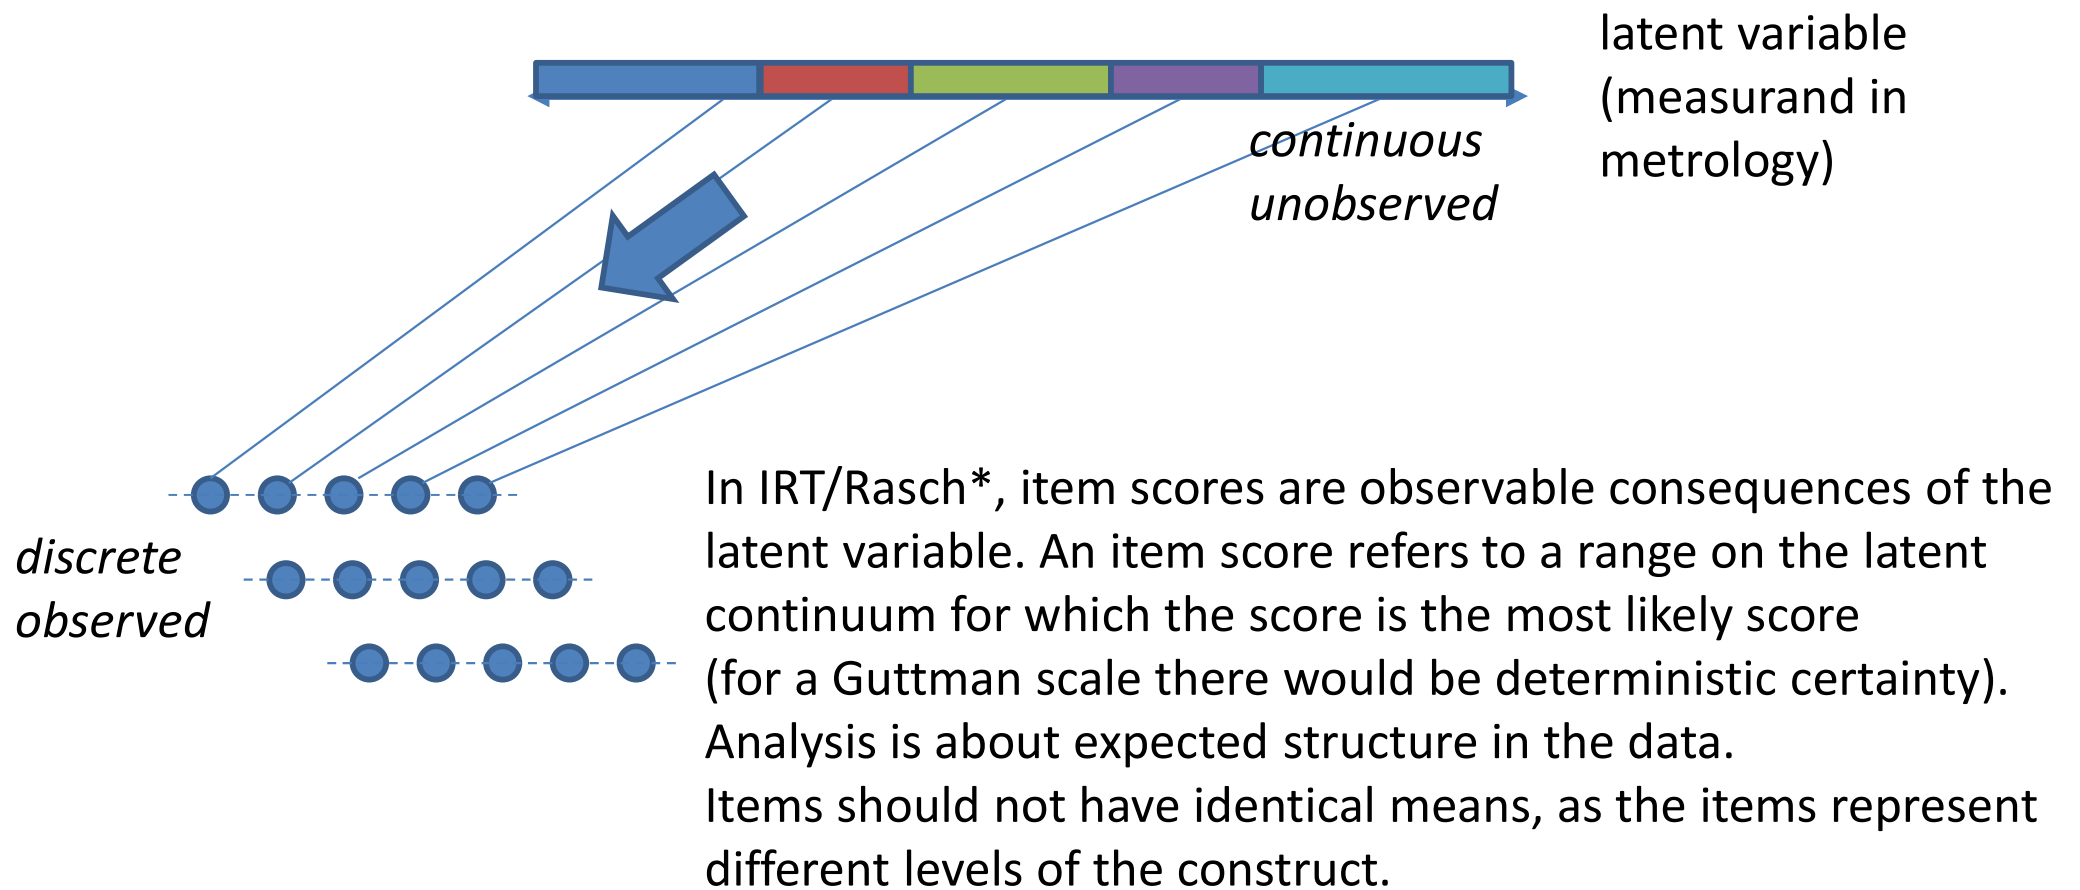 latent variable
(measurand in
metrology)
continuous
unobserved
discrete
observed
In IRT/Rasch*, item scores are observable consequences of the
latent variable. An item score refers to a range on the latent
continuum for which the score is the most likely score
(for a Guttman scale there would be deterministic certainty).
Analysis is about expected structure in the data.
Items should not have identical means, as the items represent
different levels of the construct.